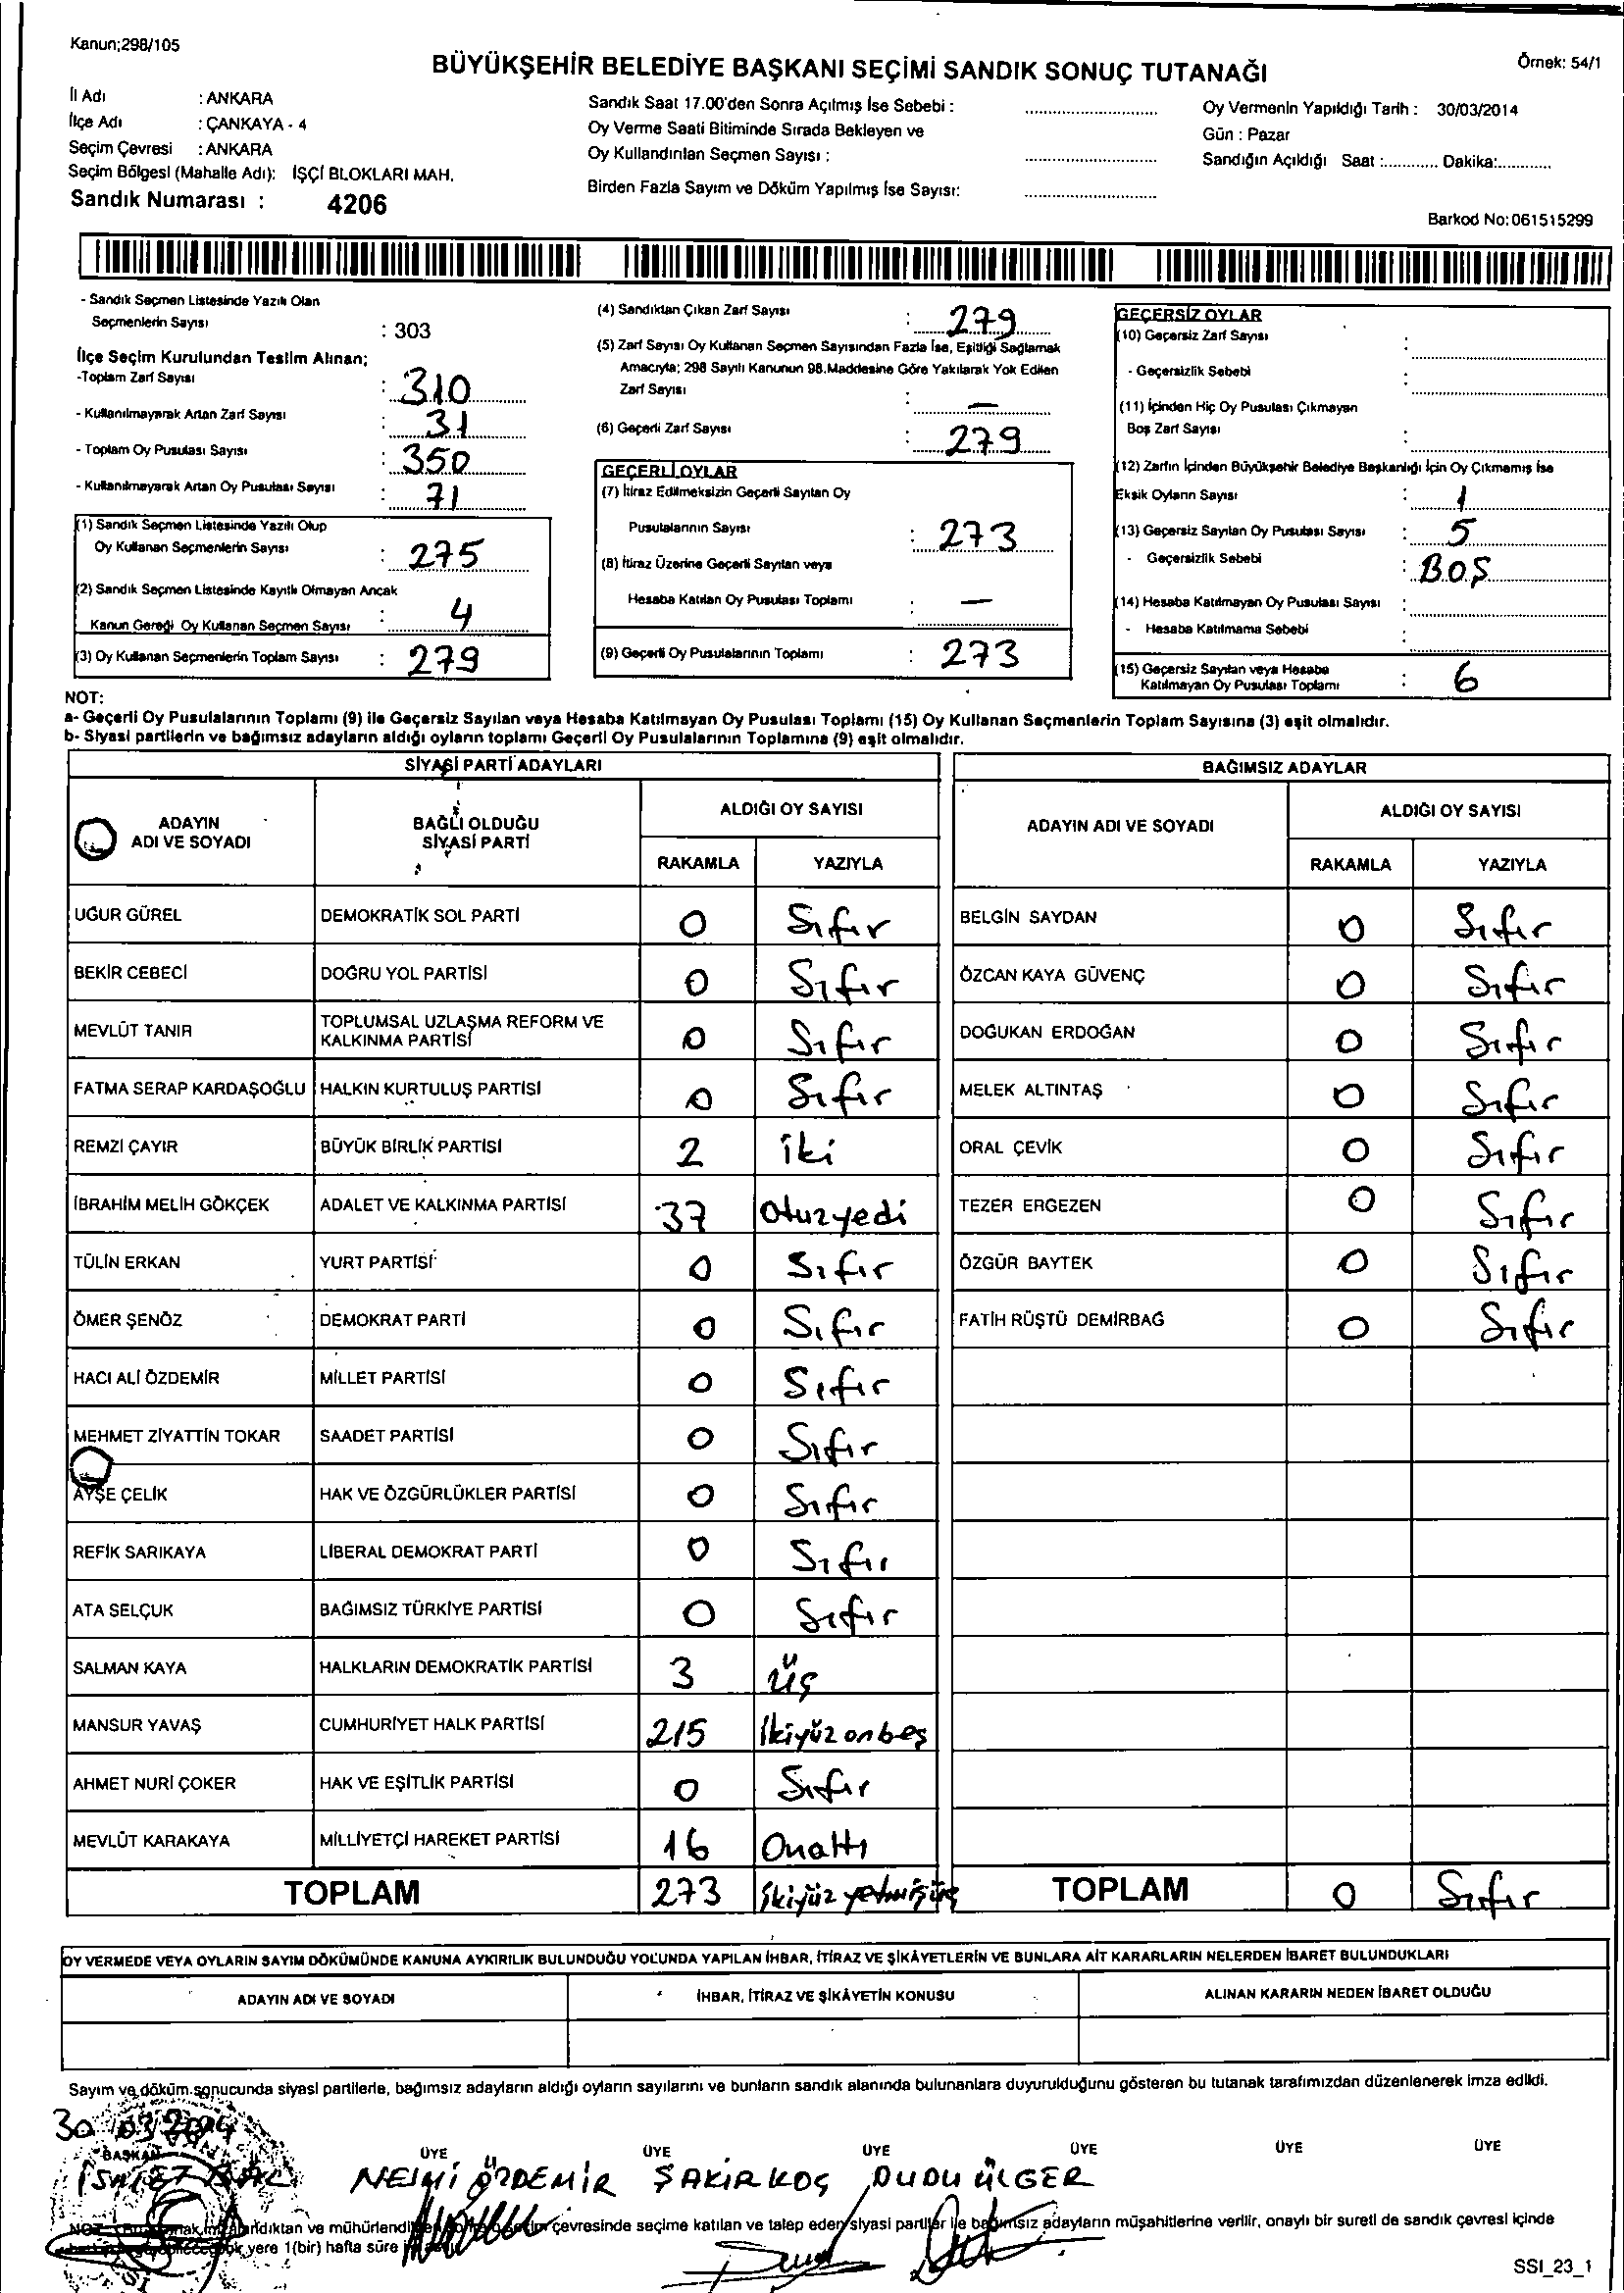 Kanun;298/105
BÜYÜKŞEHİR BELEDİYE BAŞKANI SEÇİMİ SANDIK SONUÇ TUTANAĞI
Örnek: 54/1
İl Adı : ANKARA
İlçe Adı : ÇANKAYA - 4
Seçim Çevresi : ANKARA
Seçim Bölgesi (Mahalle Adı): İŞÇİ BLOKLARI MAH.
Sandık Numarası : 4206
Sandık Saat 17.00'den Sonra Açılmış İse Sebebi :
Oy Verme Saati Bitiminde Sırada Bekleyen ve
Oy Kullandırılan Seçmen Sayısı :
Birden Fazla Sayım ve Döküm Yapılmış İse Sayısı:
Oy Vermenin Yapıldığı Tarih : 30/03/2014
Gün : Pazar
Sandığın Açıldığı Saat :............ Dakika:............
Barkod No:061515299
- Sandık Seçmen Listesinde Yazılı Olan
Seçmenlerin Sayısı : 303
İlçe Seçim Kurulundan Teslim Alınan;
-Toplam Zarf Sayısı : 310
- Kullanılmayarak Artan Zarf Sayısı : 31
- Toplam Oy Pusulası Sayısı : 350
- Kullanılmayarak Artan Oy Pusulası Sayısı : 71
(1) Sandık Seçmen Listesinde Yazılı Olup
Oy Kullanan Seçmenlerin Sayısı : 275
(2) Sandık Seçmen Listesinde Kayıtlı Olmayan Ancak
Kanun Gereği Oy Kullanan Seçmen Sayısı : 4
(3) Oy Kullanan Seçmenlerin Toplam Sayısı : 279
(4) Sandıktan Çıkan Zarf Sayısı : 279
(5) Zarf Sayısı Oy Kullanan Seçmen Sayısından Fazla İse, Eşitliği Sağlamak
Amacıyla; 298 Sayılı Kanunun 98.Maddesine Göre Yakılarak Yok Edilen
Zarf Sayısı : —
(6) Geçerli Zarf Sayısı : 279
GEÇERLİ OYLAR
(7) İtiraz Edilmeksizin Geçerli Sayılan Oy
Pusulalarının Sayısı : 273
(8) İtiraz Üzerine Geçerli Sayılan veya
Hesaba Katılan Oy Pusulası Toplamı : —
(9) Geçerli Oy Pusulalarının Toplamı : 273
GEÇERSİZ OYLAR
(10) Geçersiz Zarf Sayısı :
- Geçersizlik Sebebi :
(11) İçinden Hiç Oy Pusulası Çıkmayan
Boş Zarf Sayısı :
(12) Zarfın İçinden Büyükşehir Belediye Başkanlığı İçin Oy Çıkmamış İse
Eksik Oyların Sayısı : 1
(13) Geçersiz Sayılan Oy Pusulası Sayısı : 5
- Geçersizlik Sebebi : BOŞ
(14) Hesaba Katılmayan Oy Pusulası Sayısı :
- Hesaba Katılmama Sebebi :
(15) Geçersiz Sayılan veya Hesaba
Katılmayan Oy Pusulası Toplamı : 6
NOT:
a- Geçerli Oy Pusulalarının Toplamı (9) ile Geçersiz Sayılan veya Hesaba Katılmayan Oy Pusulası Toplamı (15) Oy Kullanan Seçmenlerin Toplam Sayısına (3) eşit olmalıdır.
b- Siyasi partilerin ve bağımsız adayların aldığı oyların toplamı Geçerli Oy Pusulalarının Toplamına (9) eşit olmalıdır.
SİYASİ PARTİ ADAYLARI
ADAYIN ADI VE SOYADI
BAĞLI OLDUĞU SİYASİ PARTİ
ALDIĞI OY SAYISI
RAKAMLA YAZIYLA
UĞUR GÜREL DEMOKRATİK SOL PARTİ 0 Sıfır
BEKİR CEBECİ DOĞRU YOL PARTİSİ 0 Sıfır
MEVLÜT TANIR TOPLUMSAL UZLAŞMA REFORM VE KALKINMA PARTİSİ 0 Sıfır
FATMA SERAP KARDAŞOĞLU HALKIN KURTULUŞ PARTİSİ 0 Sıfır
REMZİ ÇAYIR BÜYÜK BİRLİK PARTİSİ 2 iki
İBRAHİM MELİH GÖKÇEK ADALET VE KALKINMA PARTİSİ 37 Otuzyedi
TÜLİN ERKAN YURT PARTİSİ 0 Sıfır
ÖMER ŞENÖZ DEMOKRAT PARTİ 0 Sıfır
HACI ALİ ÖZDEMİR MİLLET PARTİSİ 0 Sıfır
MEHMET ZİYATTİN TOKAR SAADET PARTİSİ 0 Sıfır
AYŞE ÇELİK HAK VE ÖZGÜRLÜKLER PARTİSİ 0 Sıfır
REFİK SARIKAYA LİBERAL DEMOKRAT PARTİ 0 Sıfır
ATA SELÇUK BAĞIMSIZ TÜRKİYE PARTİSİ 0 Sıfır
SALMAN KAYA HALKLARIN DEMOKRATİK PARTİSİ 3 üç
MANSUR YAVAŞ CUMHURİYET HALK PARTİSİ 215 İkiyüz onbeş
AHMET NURİ ÇOKER HAK VE EŞİTLİK PARTİSİ 0 Sıfır
MEVLÜT KARAKAYA MİLLİYETÇİ HAREKET PARTİSİ 16 Onaltı
TOPLAM 273 ikiyüz yetmişüç
BAĞIMSIZ ADAYLAR
ADAYIN ADI VE SOYADI
ALDIĞI OY SAYISI
RAKAMLA YAZIYLA
BELGİN SAYDAN 0 Sıfır
ÖZCAN KAYA GÜVENÇ 0 Sıfır
DOĞUKAN ERDOĞAN 0 Sıfır
MELEK ALTINTAŞ 0 Sıfır
ORAL ÇEVİK 0 Sıfır
TEZER ERGEZEN 0 Sıfır
ÖZGÜR BAYTEK 0 Sıfır
FATİH RÜŞTÜ DEMİRBAĞ 0 Sıfır
TOPLAM 0 Sıfır
OY VERMEDE VEYA OYLARIN SAYIM DÖKÜMÜNDE KANUNA AYKIRILIK BULUNDUĞU YOLUNDA YAPILAN İHBAR, İTİRAZ VE ŞİKÂYETLERİN VE BUNLARA AİT KARARLARIN NELERDEN İBARET BULUNDUKLARI
ADAYIN ADI VE SOYADI
İHBAR, İTİRAZ VE ŞİKÂYETİN KONUSU
ALINAN KARARIN NEDEN İBARET OLDUĞU
Sayım ve döküm sonucunda siyasi partilerle, bağımsız adayların aldığı oyların sayılarını ve bunların sandık alanında bulunanlara duyurulduğunu gösteren bu tutanak tarafımızdan düzenlenerek imza edildi.
30/03/2014
BAŞKAN ÜYE ÜYE ÜYE ÜYE ÜYE ÜYE
İSMET NESMİ ÖZDEMİR ŞAKİR KOÇ DUDU ÜLGER
çevresinde seçime katılan ve talep eden siyasi partiler ile bağımsız adayların müşahitlerine verilir, onaylı bir sureti de sandık çevresi içinde
yere 1(bir) hafta süre
SSI_23_1